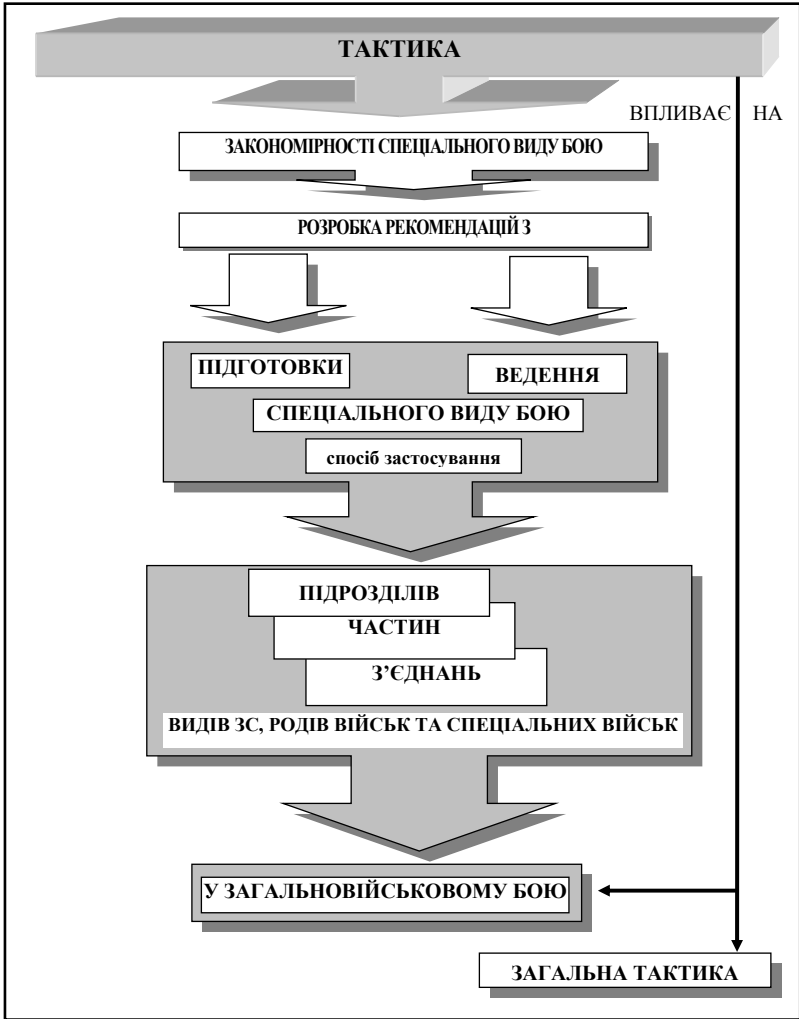 ТАКТИКА
ВПЛИВАЄ НА
ЗАКОНОМІРНОСТІ СПЕЦІАЛЬНОГО ВИДУ БОЮ
РОЗРОБКА РЕКОМЕНДАЦІЙ З
ПІДГОТОВКИ
ВЕДЕННЯ
СПЕЦІАЛЬНОГО ВИДУ БОЮ
спосіб застосування
ПІДРОЗДІЛІВ
ЧАСТИН
З’ЄДНАНЬ
ВИДІВ ЗС, РОДІВ ВІЙСЬК ТА СПЕЦІАЛЬНИХ ВІЙСЬК
У ЗАГАЛЬНОВІЙСЬКОВОМУ БОЮ
ЗАГАЛЬНА ТАКТИКА